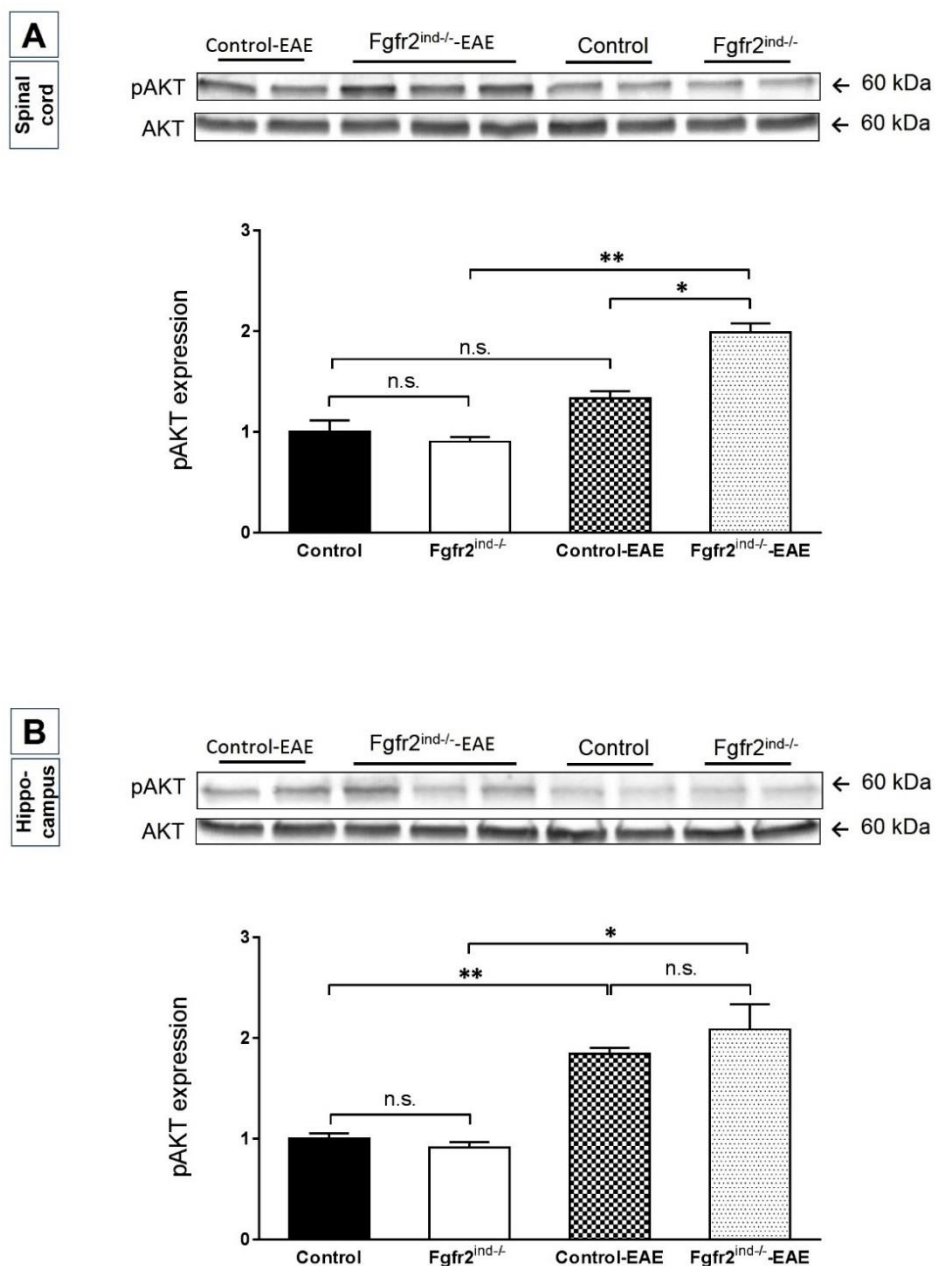 A
Spinal
cord
Control-EAE Fgfr2ind-/--EAE Control Fgfr2ind-/-
pAKT ← 60 kDa
AKT ← 60 kDa
3
**
*
2
n.s.
n.s.
1
0
pAKT expression
Control Fgfr2ind-/- Control-EAE Fgfr2ind-/--EAE
B
Hippo-
campus
Control-EAE Fgfr2ind-/--EAE Control Fgfr2ind-/-
pAKT ← 60 kDa
AKT ← 60 kDa
3
*
**
n.s.
2
n.s.
1
0
pAKT expression
Control Fgfr2ind-/- Control-EAE Fgfr2ind-/--EAE